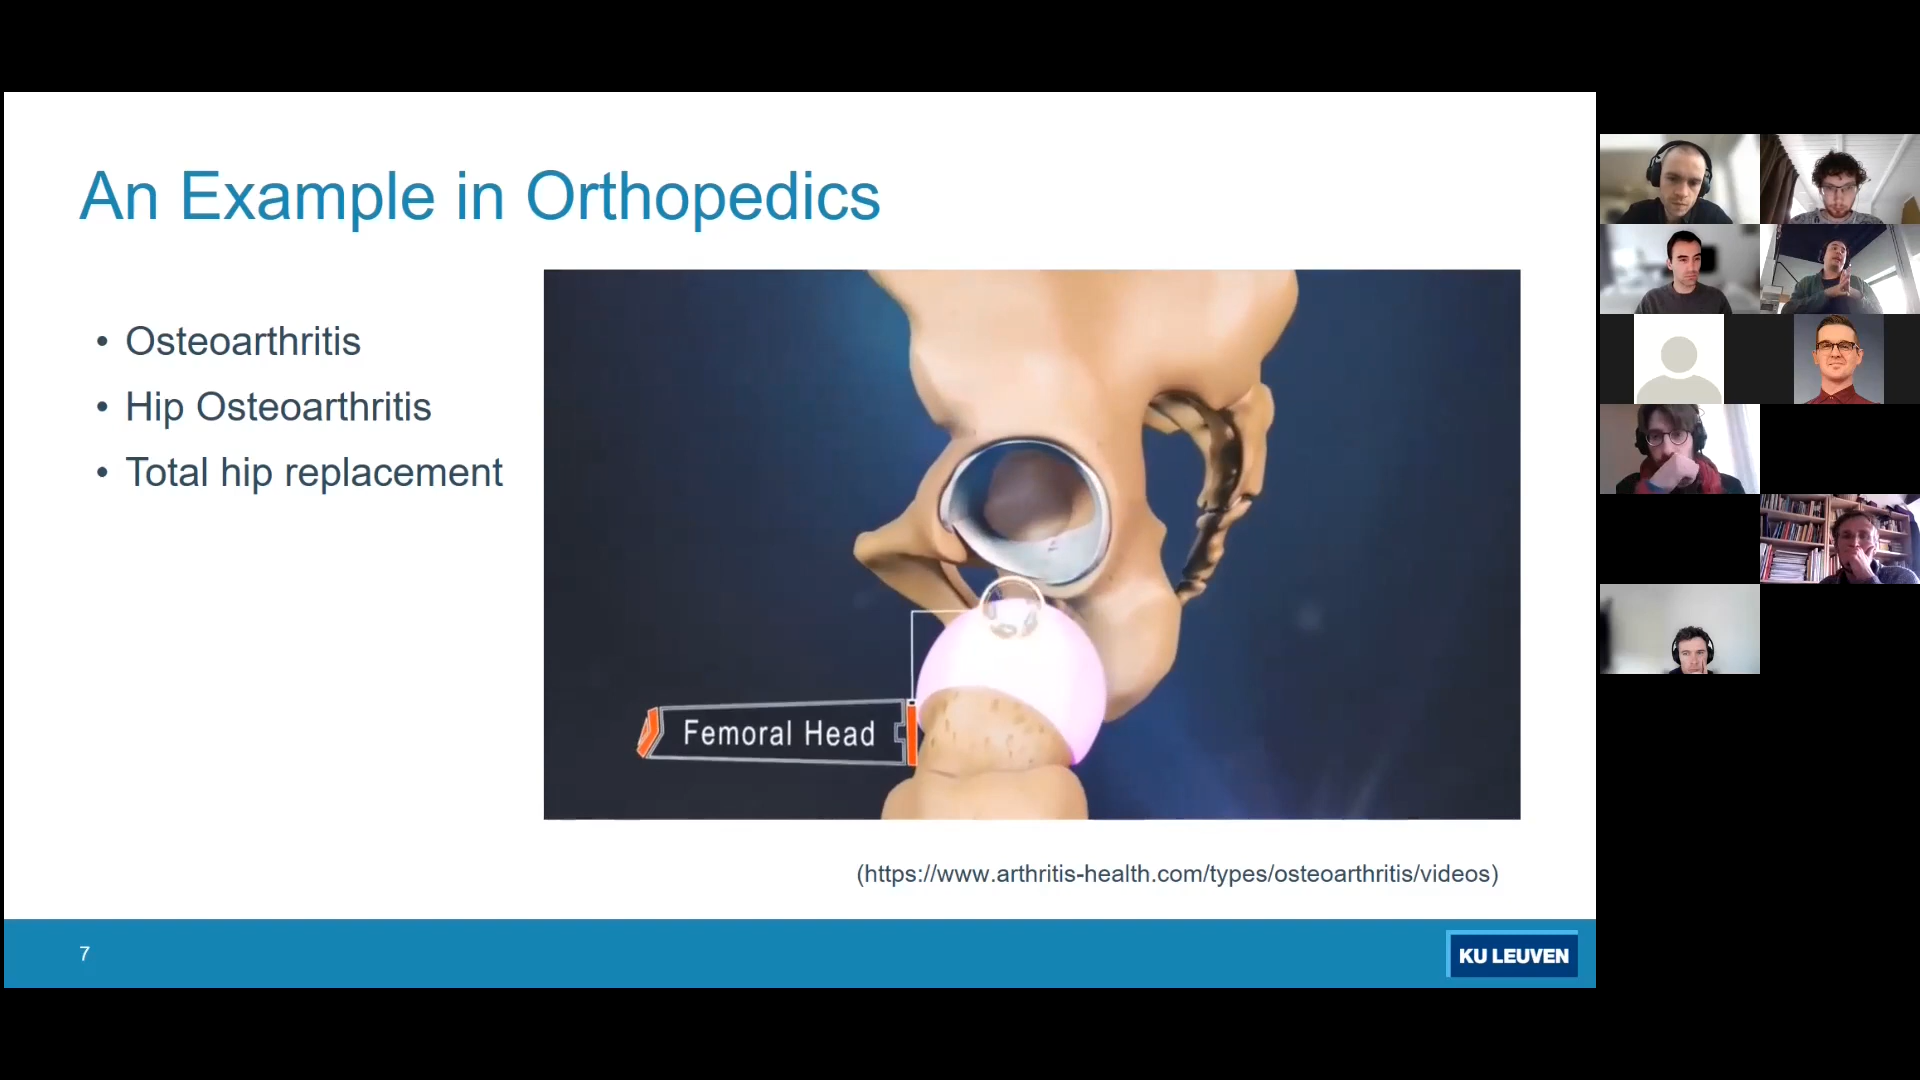 An Example in Orthopedics
• Osteoarthritis
• Hip Osteoarthritis
• Total hip replacement
Femoral Head
(https://www.arthritis-health.com/types/osteoarthritis/videos)
7
KU LEUVEN